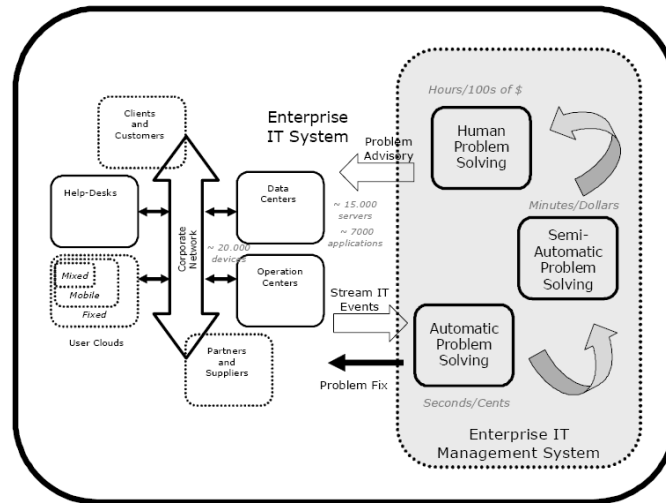 Clients
and
Customers
Enterprise
IT System
Help-Desks
Corporate
Network
Data
Centers
~ 15.000
servers
~ 7000
applications
~ 20.000
devices
Mixed
Mobile
Fixed
User Clouds
Operation
Centers
Partners
and
Suppliers
Problem
Advisory
Stream IT
Events
Problem Fix
Hours/100s of $
Human
Problem
Solving
Minutes/Dollars
Semi-
Automatic
Problem
Solving
Automatic
Problem
Solving
Seconds/Cents
Enterprise IT
Management System